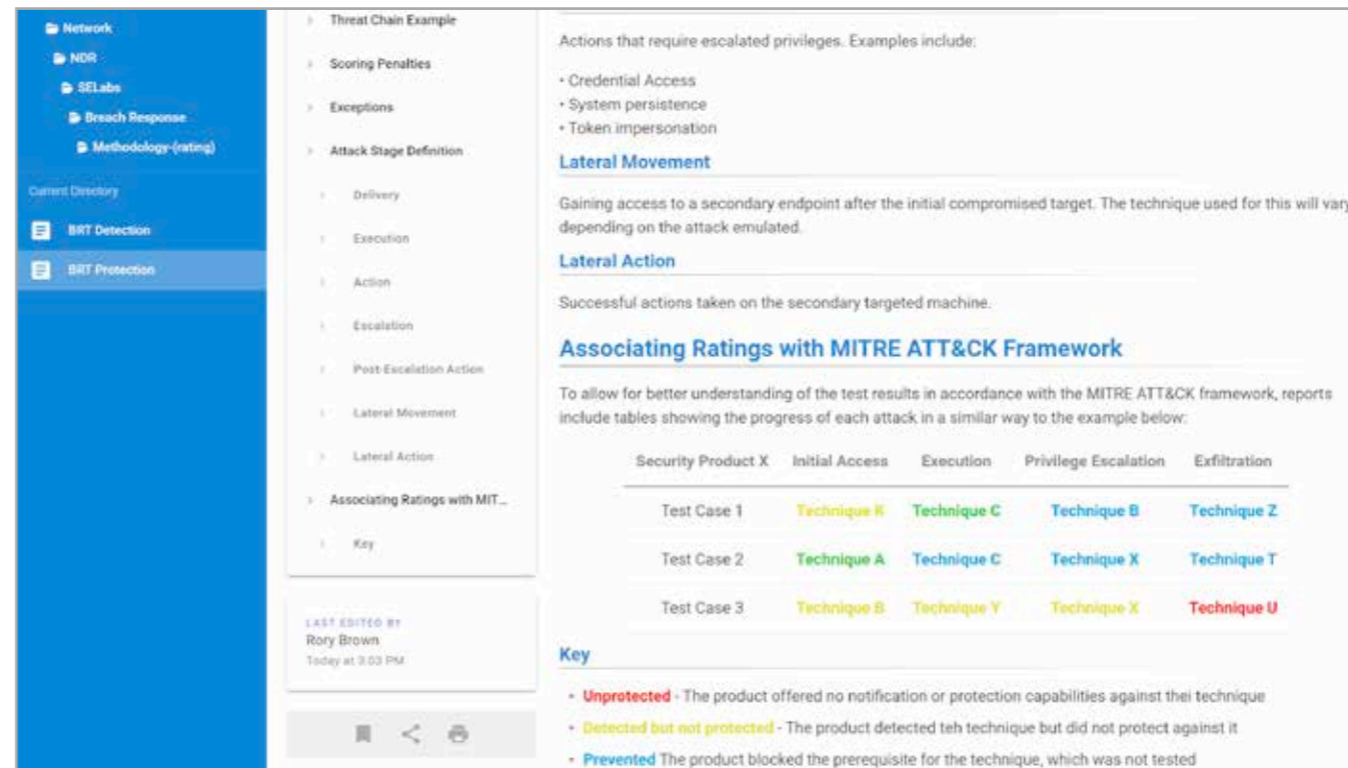 Network
NDR
SELabs
Breach Response
Methodology-(rating)
Current Directory
BRT Detection
BRT Protection
Threat Chain Example
Scoring Penalties
Exceptions
Attack Stage Definition
Delivery
Execution
Action
Escalation
Post-Escalation Action
Lateral Movement
Lateral Action
Associating Ratings with MIT...
Key
LAST EDITED BY
Rory Brown
Today at 3:03 PM
Actions that require escalated privileges. Examples include:
• Credential Access
• System persistence
• Token impersonation
Lateral Movement
Gaining access to a secondary endpoint after the initial compromised target. The technique used for this will vary
depending on the attack emulated.
Lateral Action
Successful actions taken on the secondary targeted machine.
Associating Ratings with MITRE ATT&CK Framework
To allow for better understanding of the test results in accordance with the MITRE ATT&CK framework, reports
include tables showing the progress of each attack in a similar way to the example below:
Security Product X Initial Access Execution Privilege Escalation Exfiltration
Test Case 1 Technique K Technique C Technique B Technique Z
Test Case 2 Technique A Technique C Technique X Technique T
Test Case 3 Technique B Technique Y Technique X Technique U
Key
• Unprotected - The product offered no notification or protection capabilities against thei technique
• Detected but not protected - The product detected teh technique but did not protect against it
• Prevented The product blocked the prerequisite for the technique, which was not tested